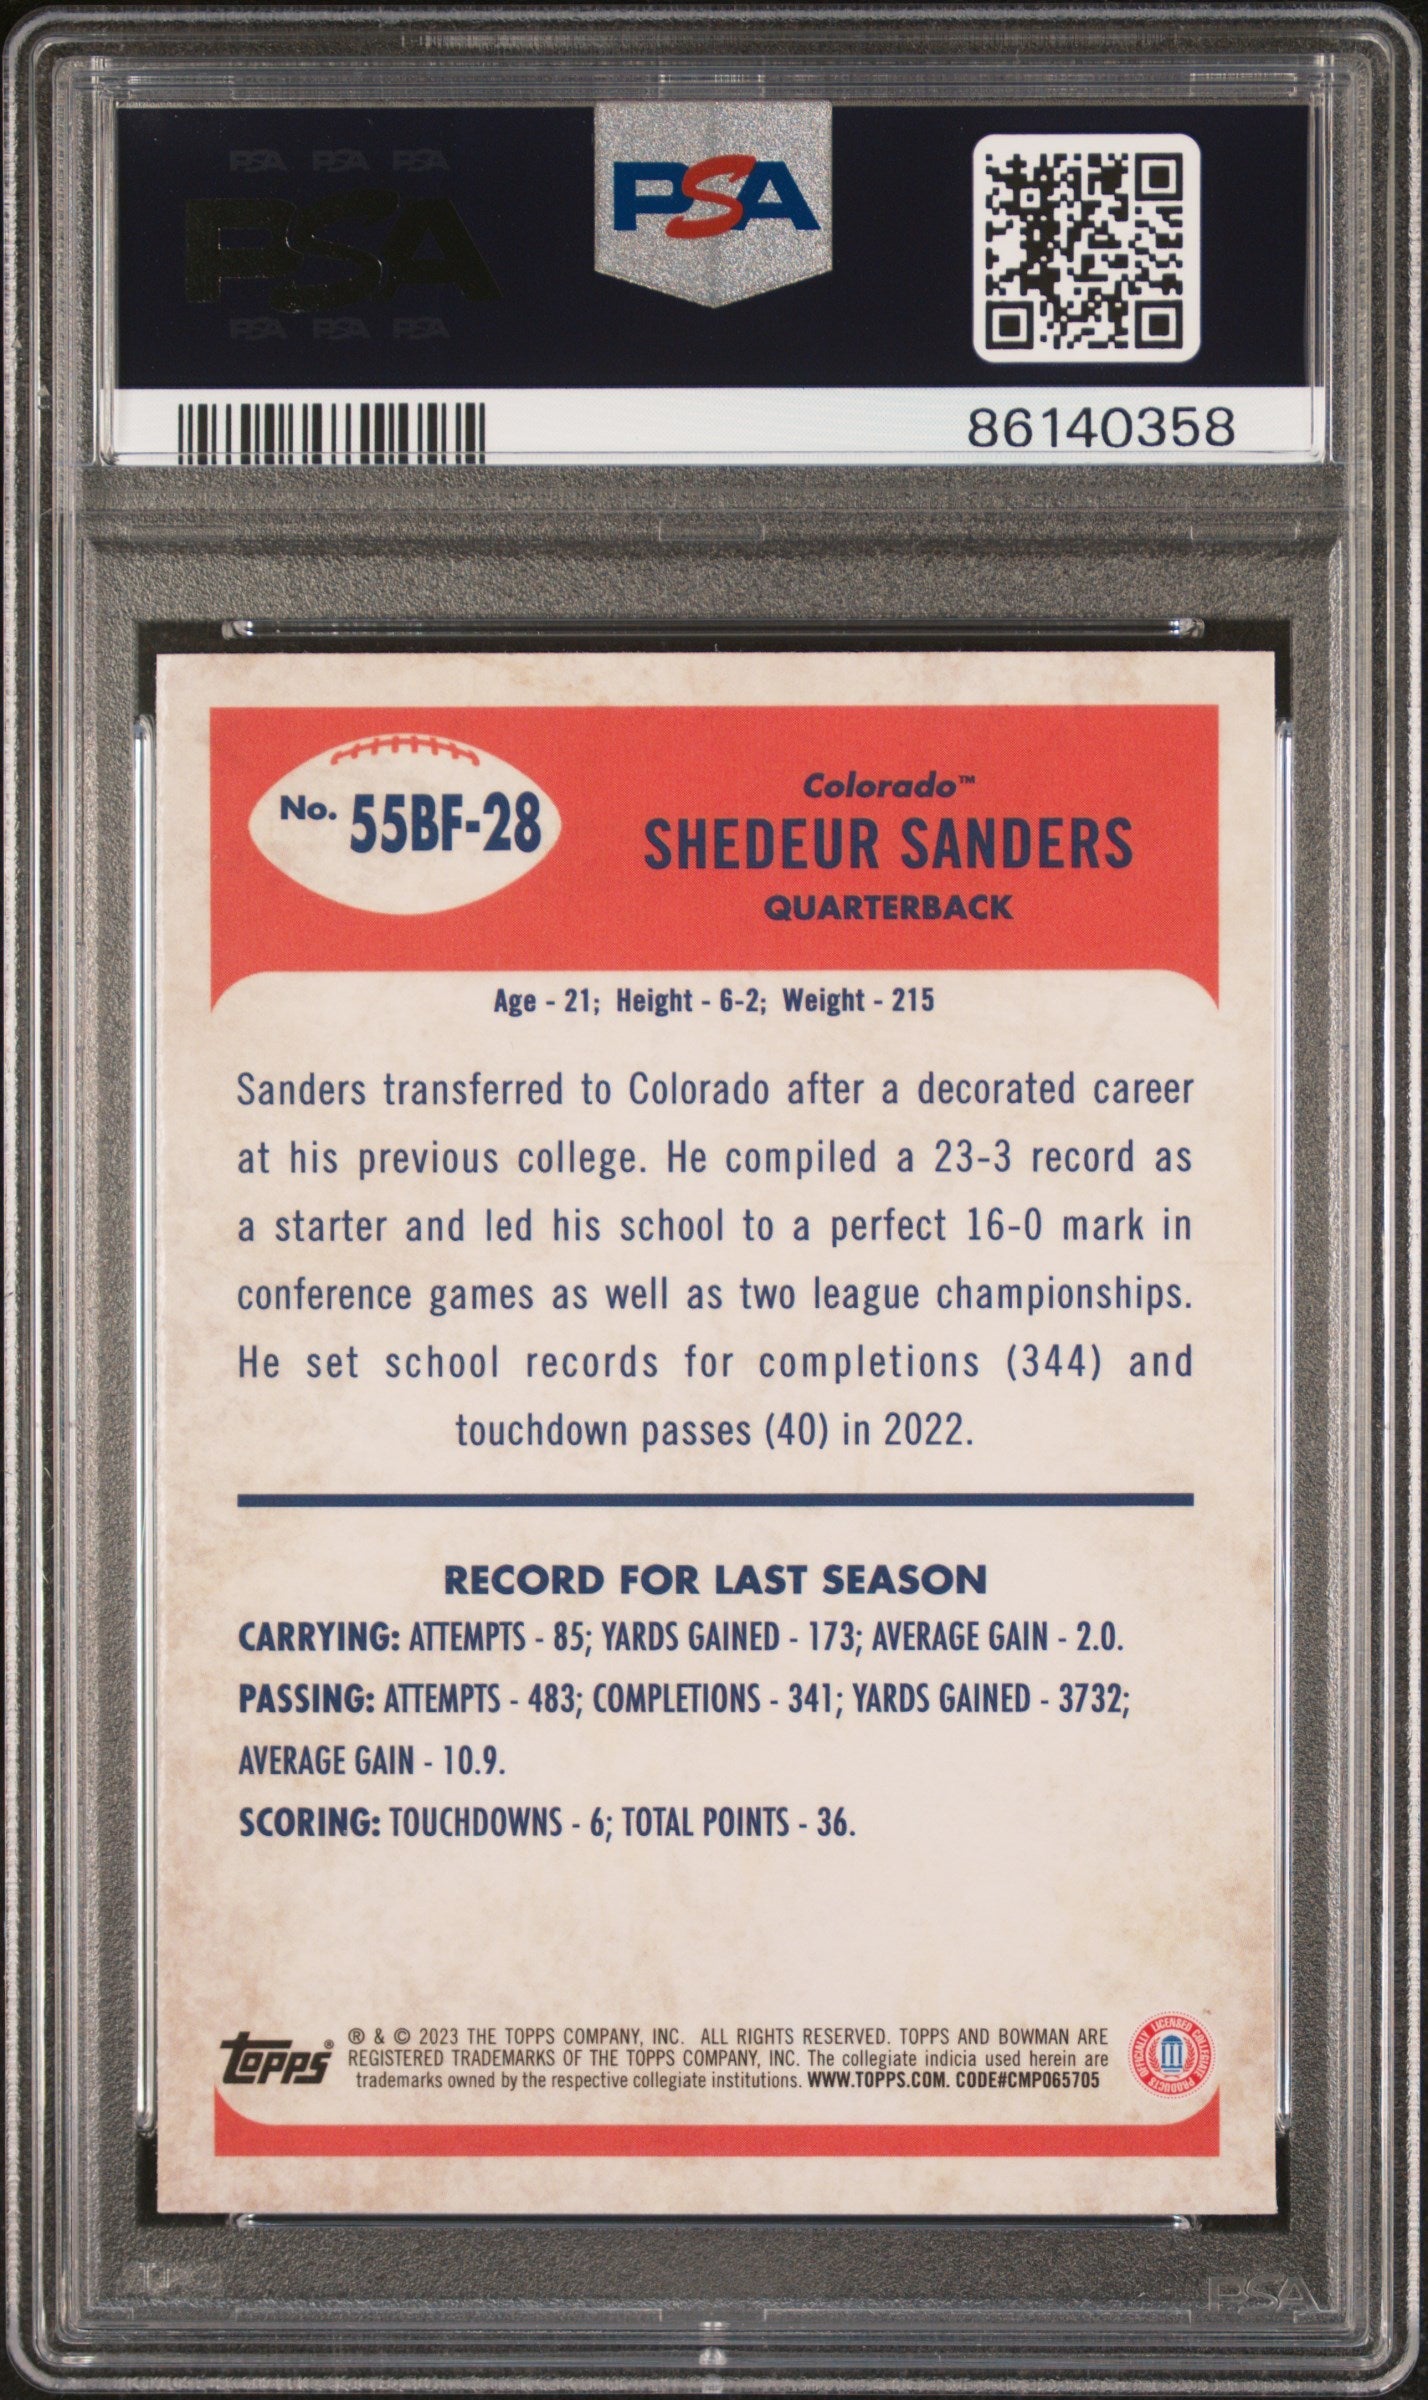 PSA PSA PSA
PSA
PSA PSA PSA
PSA
86140358
No. 55BF-28
Colorado™
SHEDEUR SANDERS
QUARTERBACK
Age - 21; Height - 6-2; Weight - 215
Sanders transferred to Colorado after a decorated career
at his previous college. He compiled a 23-3 record as
a starter and led his school to a perfect 16-0 mark in
conference games as well as two league championships.
He set school records for completions (344) and
touchdown passes (40) in 2022.
RECORD FOR LAST SEASON
CARRYING: ATTEMPTS - 85; YARDS GAINED - 173; AVERAGE GAIN - 2.0.
PASSING: ATTEMPTS - 483; COMPLETIONS - 341; YARDS GAINED - 3732;
AVERAGE GAIN - 10.9.
SCORING: TOUCHDOWNS - 6; TOTAL POINTS - 36.
topps®
® & © 2023 THE TOPPS COMPANY, INC. ALL RIGHTS RESERVED. TOPPS AND BOWMAN ARE
REGISTERED TRADEMARKS OF THE TOPPS COMPANY, INC. The collegiate indicia used herein are
trademarks owned by the respective collegiate institutions. WWW.TOPPS.COM. CODE#CMP065705
OFFICIALLY LICENSED COLLEGIATE PRODUCTS
PSA